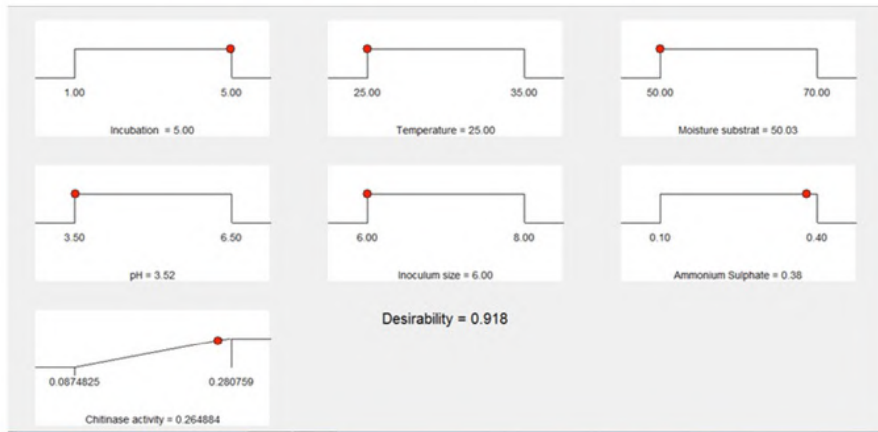 1.00 5.00
Incubation = 5.00
25.00 35.00
Temperature = 25.00
50.00 70.00
Moisture substrat = 50.03
3.50 6.50
pH = 3.52
6.00 8.00
Inoculum size = 6.00
0.10 0.40
Ammonium Sulphate = 0.38
0.0874825 0.280759
Chitinase activity = 0.264884
Desirability = 0.918